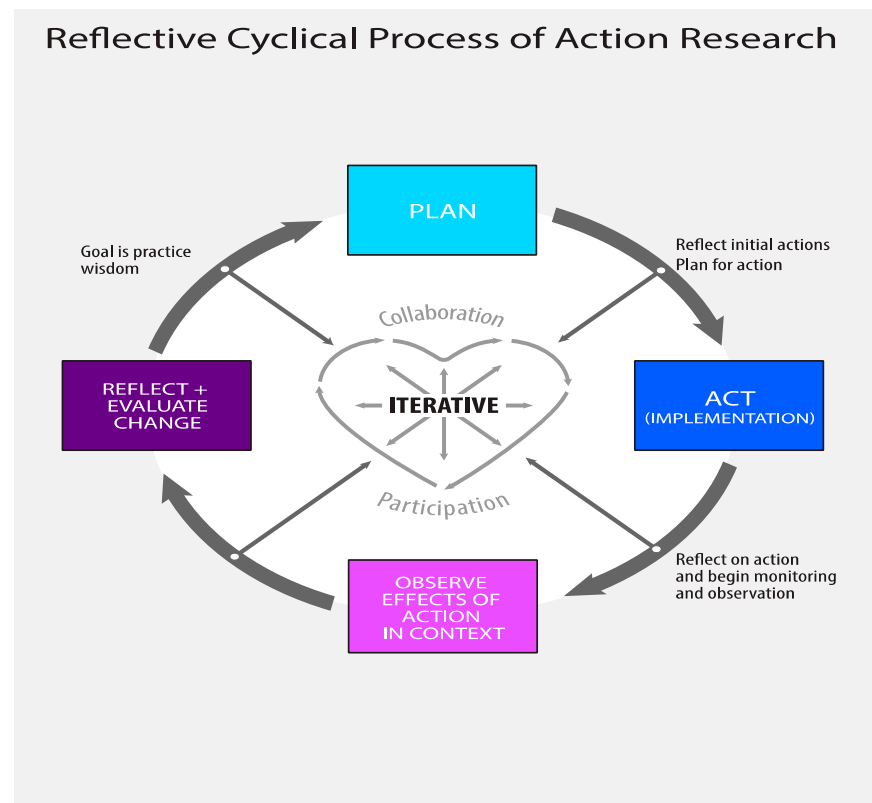 Reflective Cyclical Process of Action Research
PLAN
Goal is practice
wisdom
Reflect initial actions
Plan for action
Collaboration
REFLECT +
EVALUATE
CHANGE
ITERATIVE
ACT
(IMPLEMENTATION)
Participation
OBSERVE
EFFECTS OF
ACTION
IN CONTEXT
Reflect on action
and begin monitoring
and observation